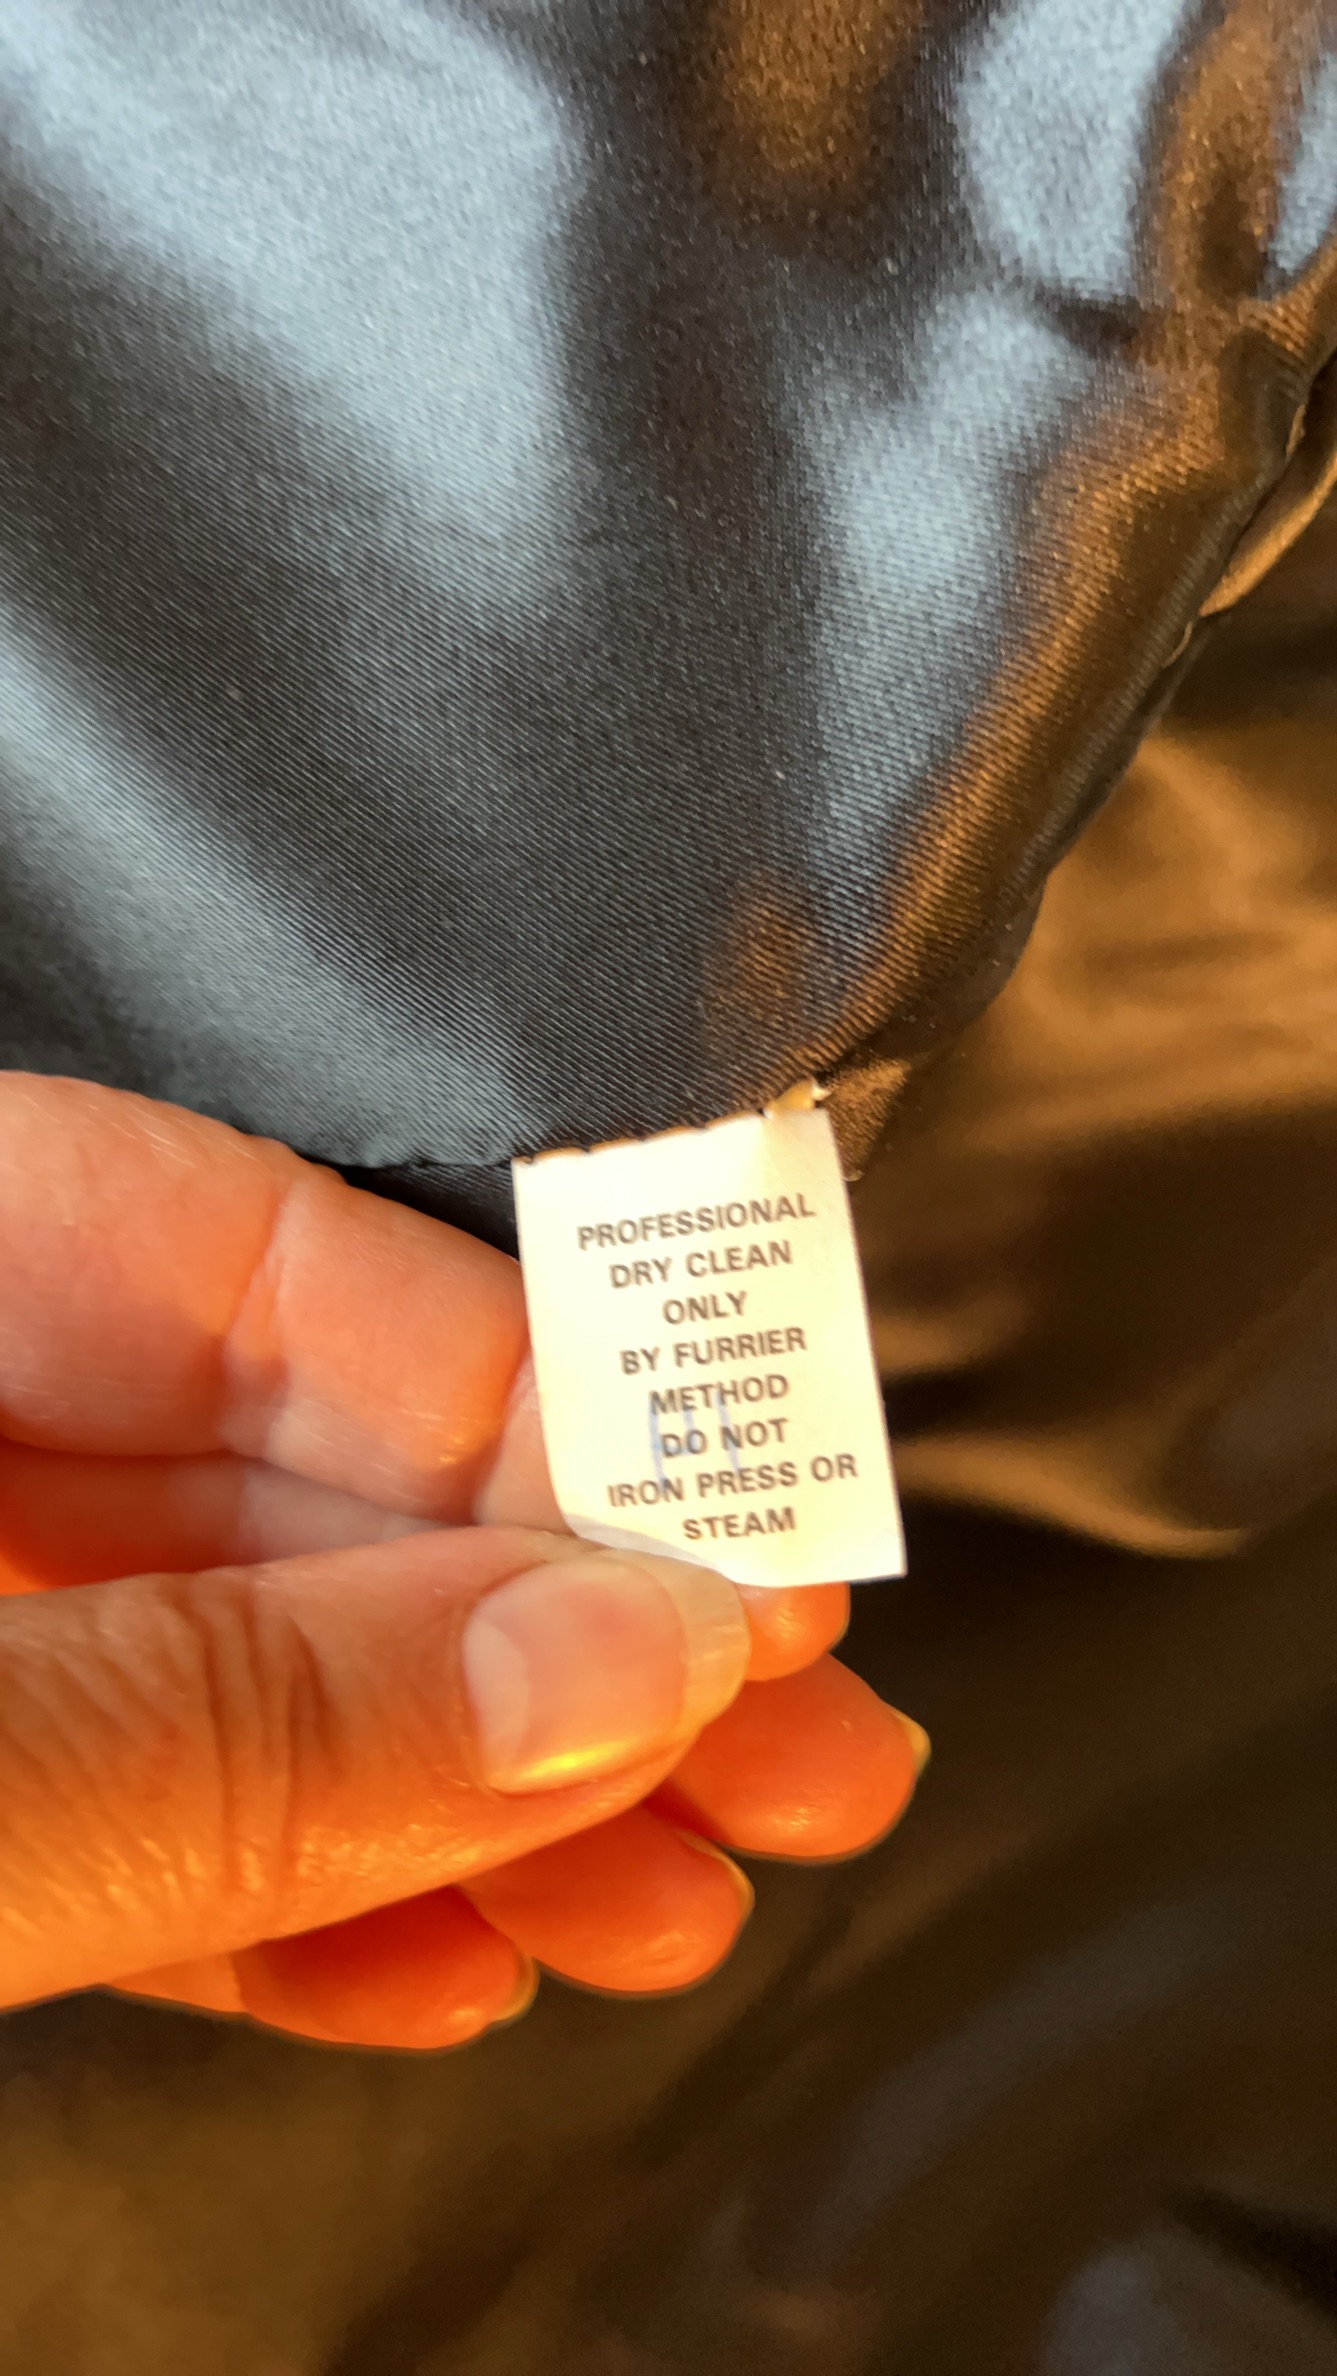 PROFESSIONAL
DRY CLEAN
ONLY
BY FURRIER
METHOD
DO NOT
IRON PRESS OR
STEAM